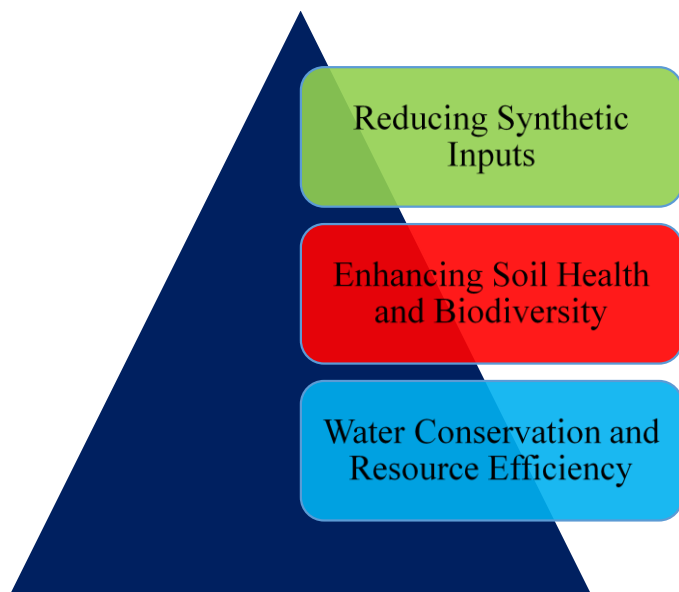 Reducing Synthetic
Inputs
Enhancing Soil Health
and Biodiversity
Water Conservation and
Resource Efficiency